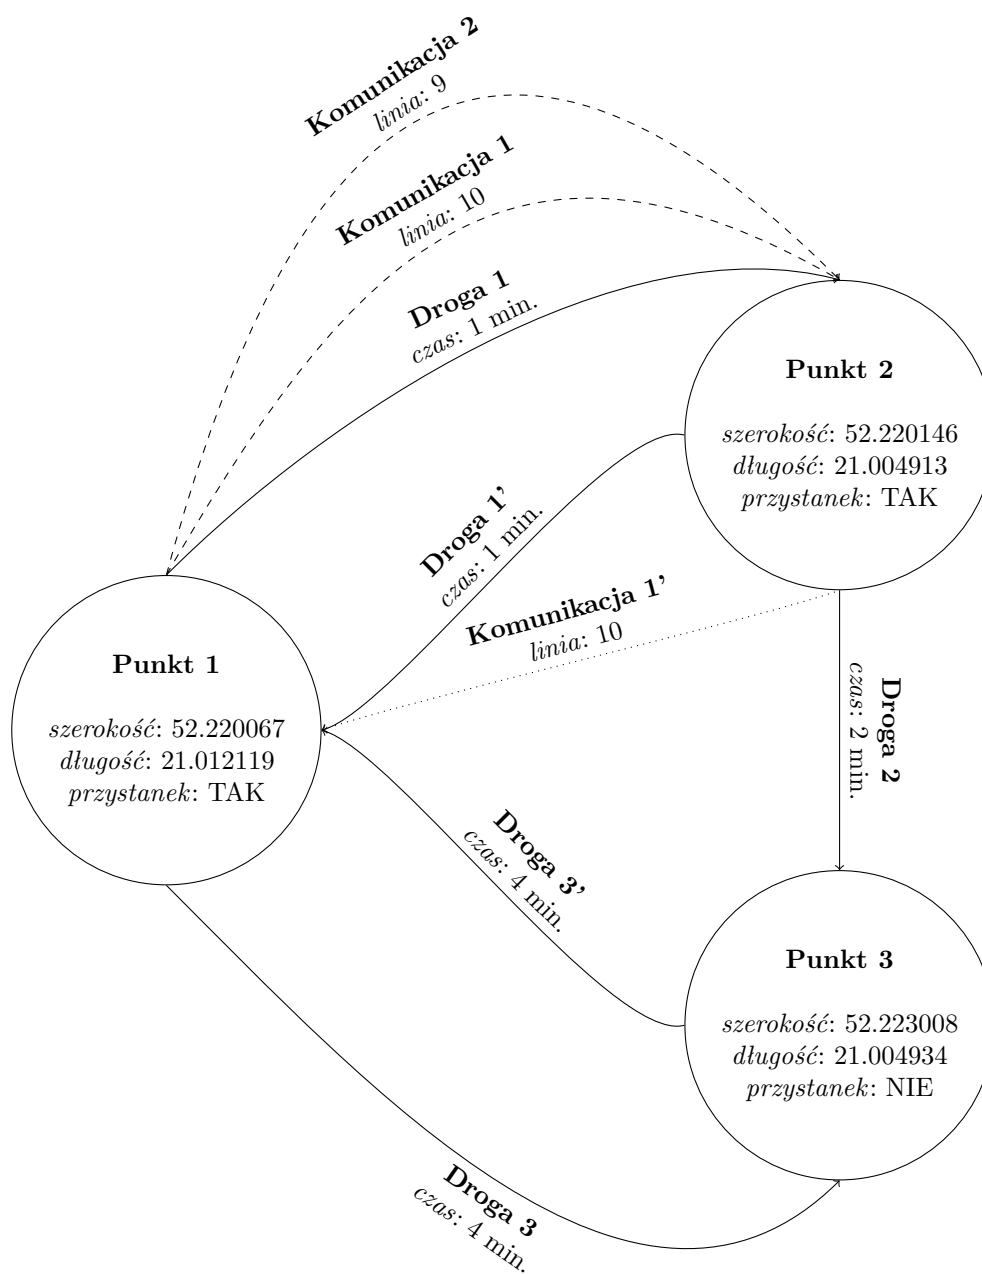 Komunikacja 2
linia: 9
Komunikacja 1
linia: 10
Droga 1
czas: 1 min.
Punkt 2
szerokość: 52.220146
długość: 21.004913
przystanek: TAK
Droga 1’
czas: 1 min.
Komunikacja 1’
linia: 10
Punkt 1
szerokość: 52.220067
długość: 21.012119
przystanek: TAK
Droga 2
czas: 2 min.
Droga 3’
czas: 4 min.
Punkt 3
szerokość: 52.223008
długość: 21.004934
przystanek: NIE
Droga 3
czas: 4 min.